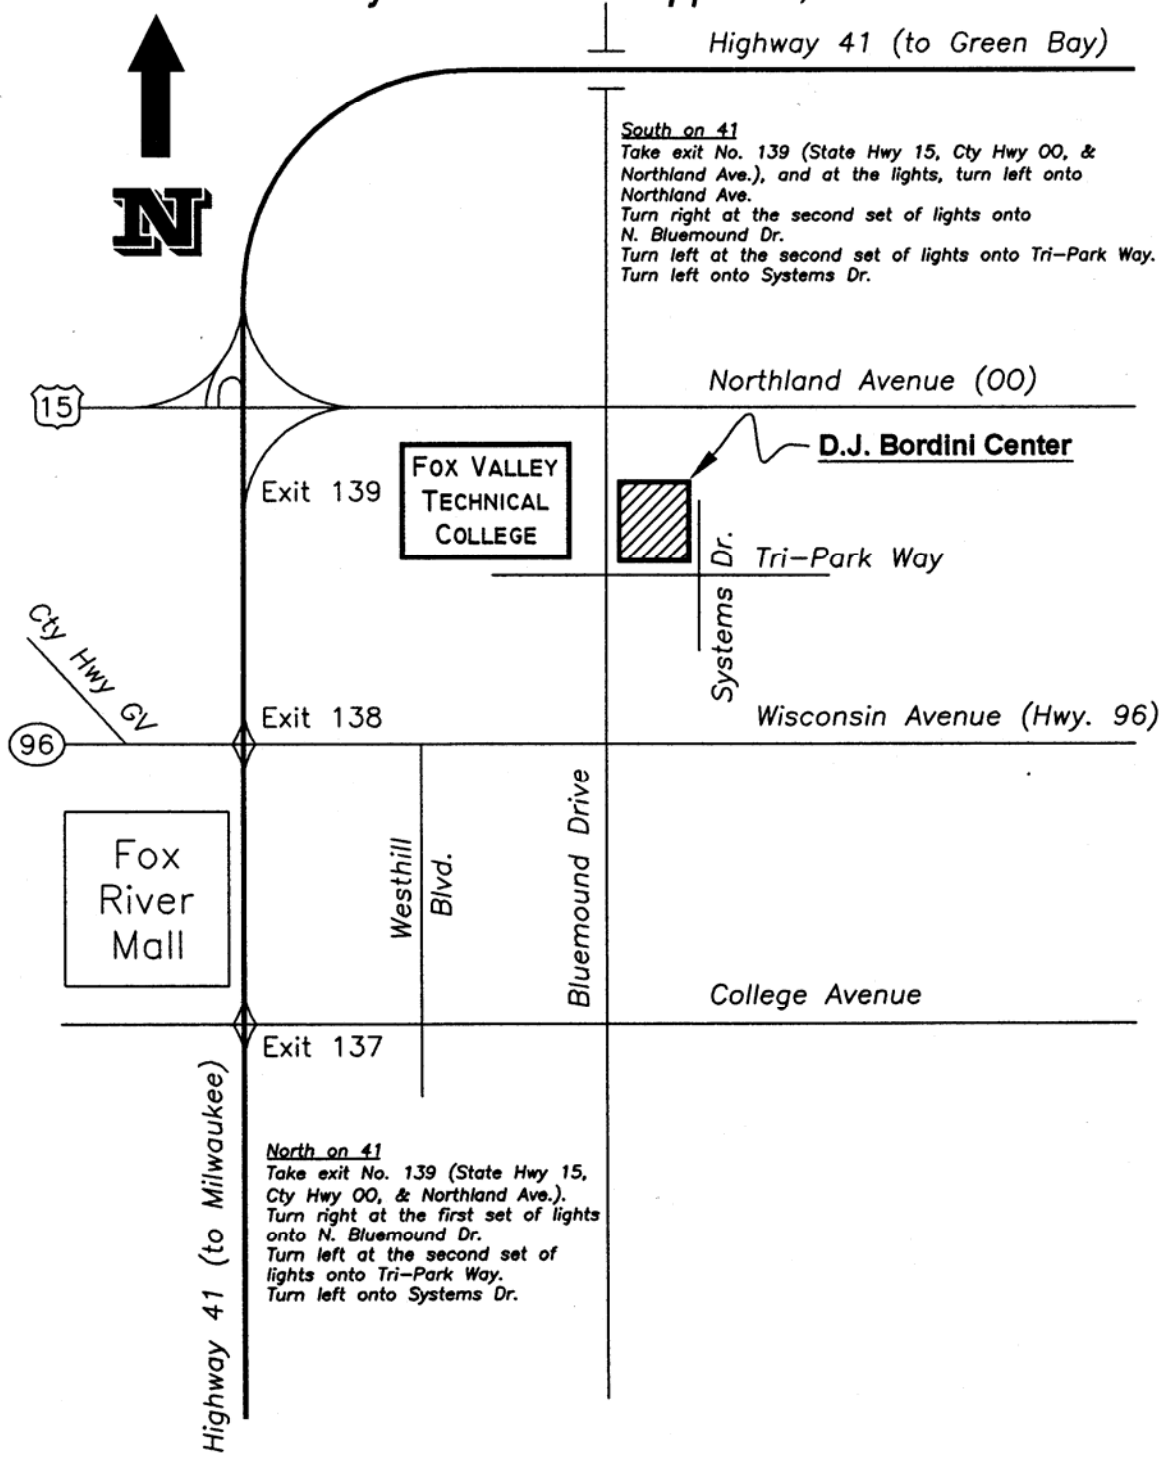 Highway 41 (to Green Bay)
N
South on 41
Take exit No. 139 (State Hwy 15, Cty Hwy OO, &
Northland Ave.), and at the lights, turn left onto
Northland Ave.
Turn right at the second set of lights onto
N. Bluemound Dr.
Turn left at the second set of lights onto Tri-Park Way.
Turn left onto Systems Dr.
Northland Avenue (OO)
15
D.J. Bordini Center
FOX VALLEY
TECHNICAL
COLLEGE
Exit 139
Tri-Park Way
Systems Dr.
Cty Hwy GV
Exit 138
Wisconsin Avenue (Hwy. 96)
96
Fox
River
Mall
Westhill
Blvd.
Bluemound Drive
College Avenue
Exit 137
Highway 41 (to Milwaukee)
North on 41
Take exit No. 139 (State Hwy 15,
Cty Hwy OO, & Northland Ave.).
Turn right at the first set of lights
onto N. Bluemound Dr.
Turn left at the second set of
lights onto Tri-Park Way.
Turn left onto Systems Dr.